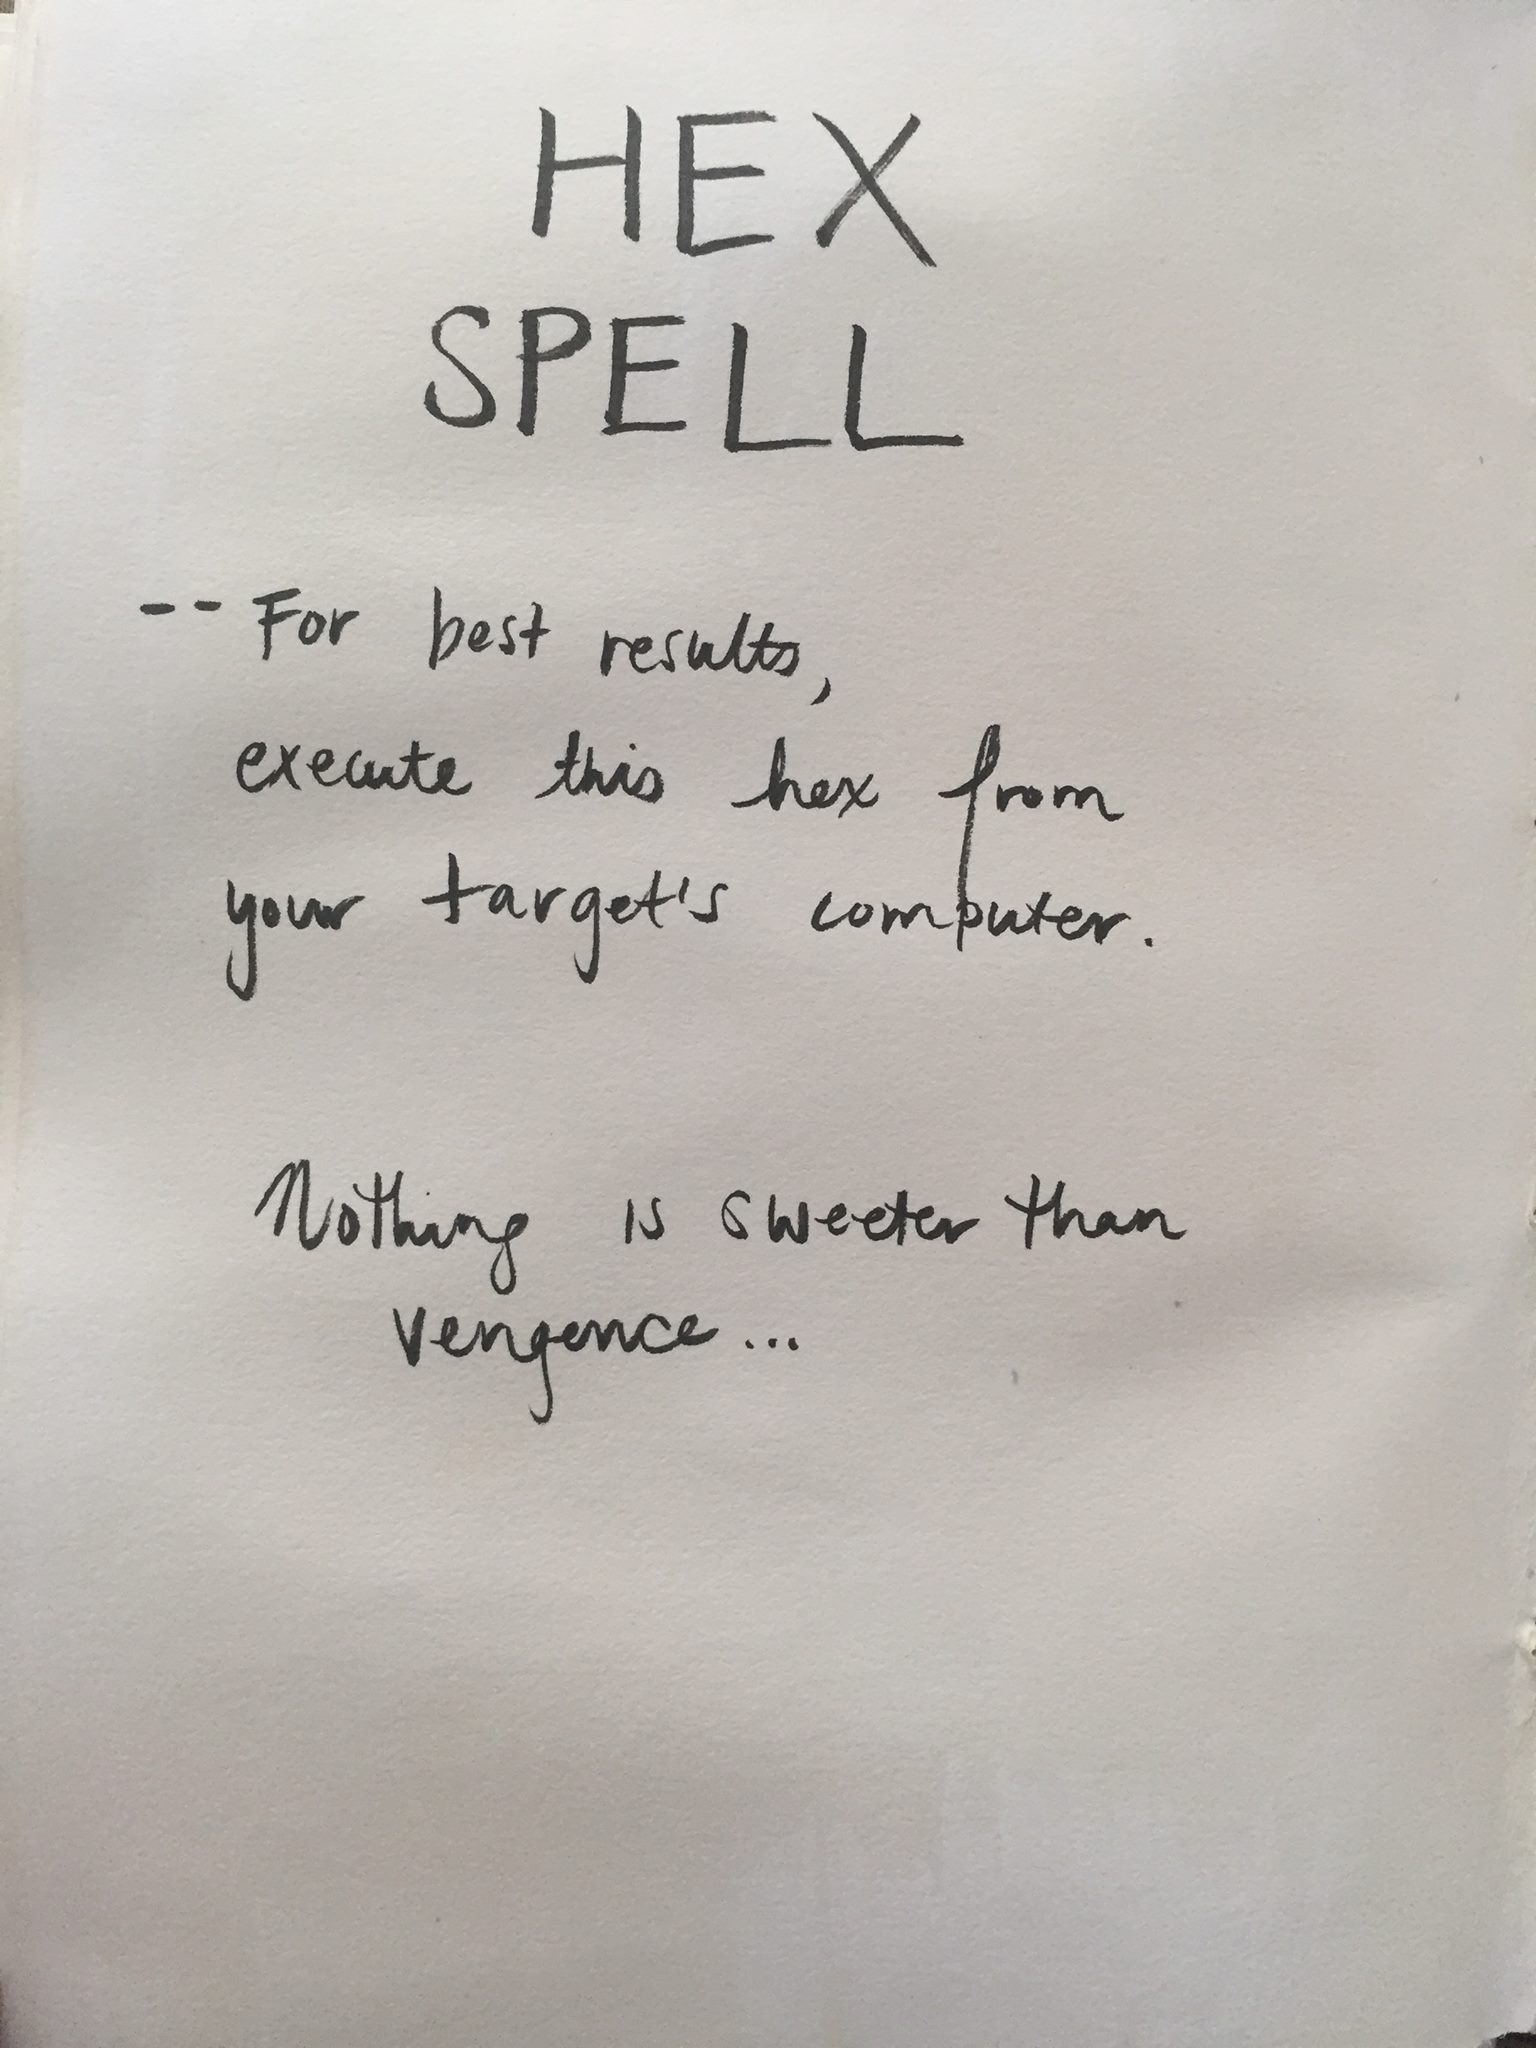 HEX
SPELL
-- For best results,
execute this hex from
your target's computer.
Nothing is sweeter than
vengence...